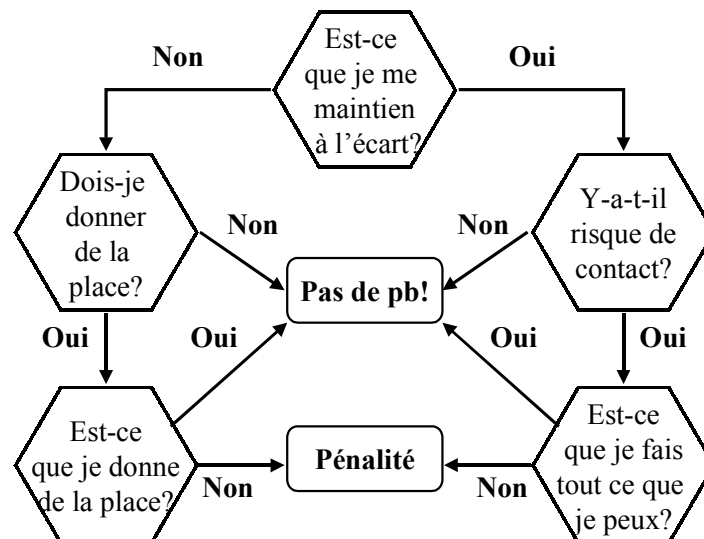 Est-ce
que je me
maintien
à l'écart?
Non
Oui
Dois-je
donner
de la
place?
Y-a-t-il
risque de
contact?
Non
Non
Pas de pb!
Oui
Oui
Oui
Oui
Est-ce
que je donne
de la place?
Pénalité
Est-ce
que je fais
tout ce que
je peux?
Non
Non